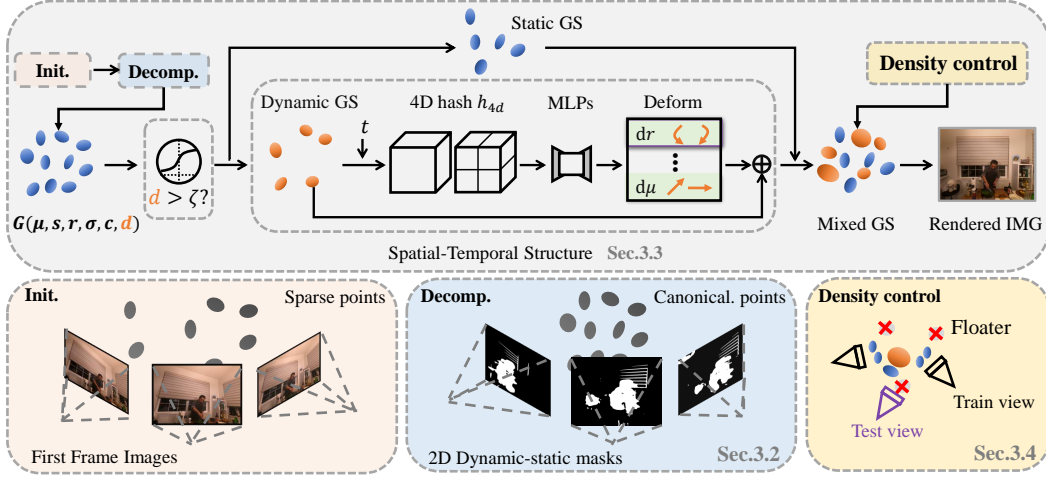 Static GS
Init.
Decomp.
Density control
Dynamic GS
4D hash h4d
MLPs
Deform
t
dr
dμ
d > ζ?
G(μ, s, r, σ, c, d)
Mixed GS
Rendered IMG
Spatial-Temporal Structure Sec.3.3
Init.
Sparse points
First Frame Images
Decomp.
Canonical. points
2D Dynamic-static masks
Sec.3.2
Density control
Floater
Train view
Test view
Sec.3.4